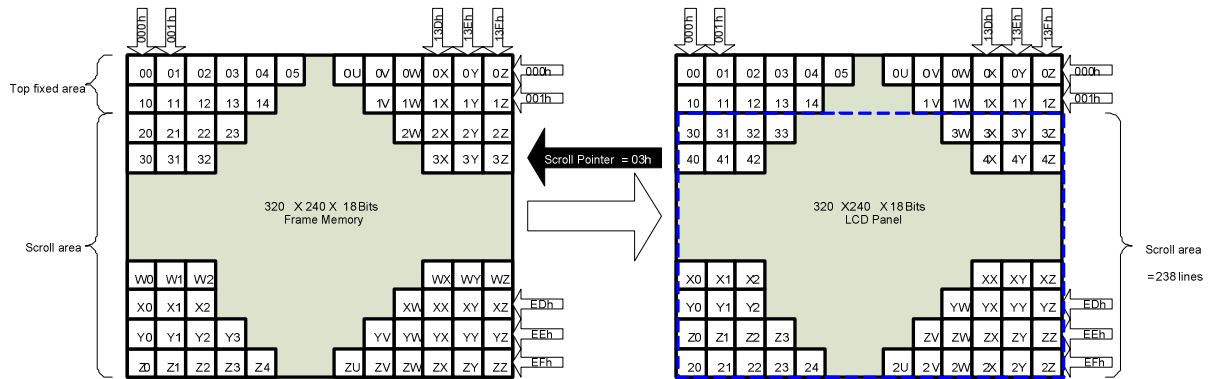 000h 001h 13Dh 13Eh 13Fh 000h 001h 13Dh 13Eh 13Fh
00 01 02 03 04 05 0U 0V 0W 0X 0Y 0Z 000h 00 01 02 03 04 05 0U 0V 0W 0X 0Y 0Z 000h
Top fixed area
10 11 12 13 14 1V 1W 1X 1Y 1Z 001h 10 11 12 13 14 1V 1W 1X 1Y 1Z 001h
20 21 22 23 2W 2X 2Y 2Z 30 31 32 33 3W 3X 3Y 3Z
30 31 32 3X 3Y 3Z Scroll Pointer = 03h 40 41 42 4X 4Y 4Z
320 X 240 X 18Bits 320 X240 X 18Bits
Frame Memory LCD Panel
Scroll area Scroll area
=238 lines
W0 W1 W2 WX WY WZ X0 X1 X2 XX XY XZ
X0 X1 X2 XW XX XY XZ EDh Y0 Y1 Y2 YW YX YY YZ EDh
Y0 Y1 Y2 Y3 YV YW YX YY YZ EEh Z0 Z1 Z2 Z3 ZV ZW ZX ZY ZZ EEh
Z0 Z1 Z2 Z3 Z4 ZU ZV ZW ZX ZY ZZ EFh 20 21 22 23 24 2U 2V 2W 2X 2Y 2Z EFh